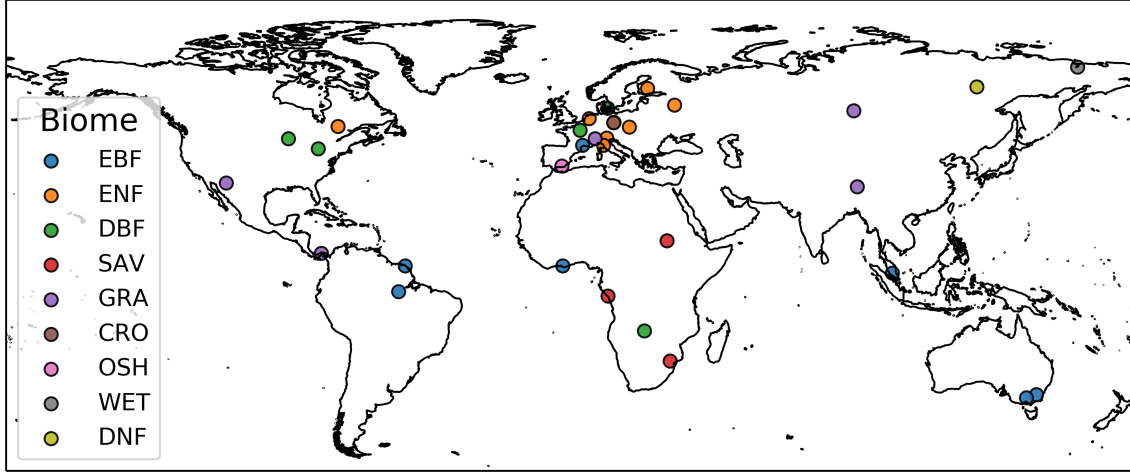 Biome
EBF
ENF
DBF
SAV
GRA
CRO
OSH
WET
DNF